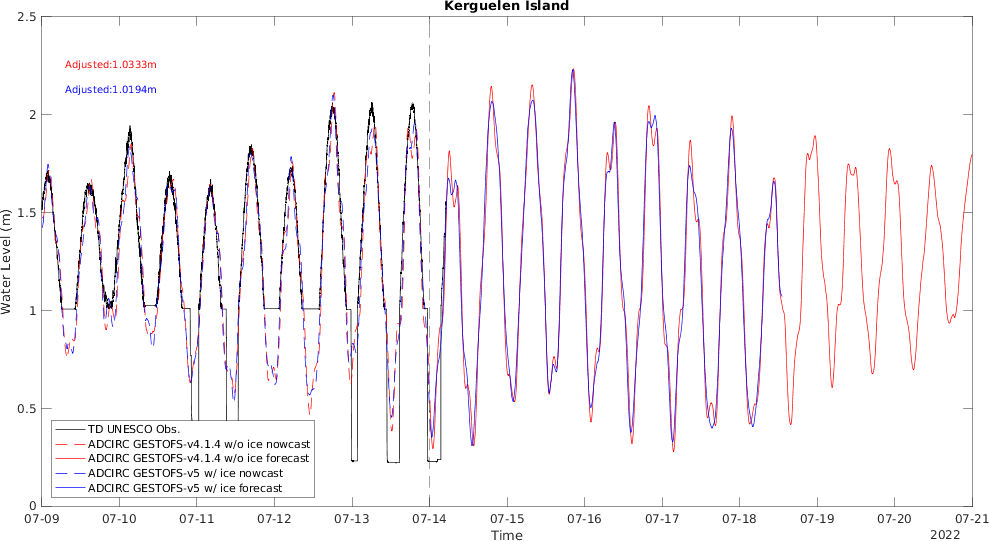 Kerguelen Island
2.5
2
1.5
1
0.5
0
Water Level (m)
Adjusted:1.0333m
Adjusted:1.0194m
TD UNESCO Obs.
ADCIRC GESTOFS-v4.1.4 w/o ice nowcast
ADCIRC GESTOFS-v4.1.4 w/o ice forecast
ADCIRC GESTOFS-v5 w/ ice nowcast
ADCIRC GESTOFS-v5 w/ ice forecast
07-09 07-10 07-11 07-12 07-13 07-14 07-15 07-16 07-17 07-18 07-19 07-20 07-21
Time
2022